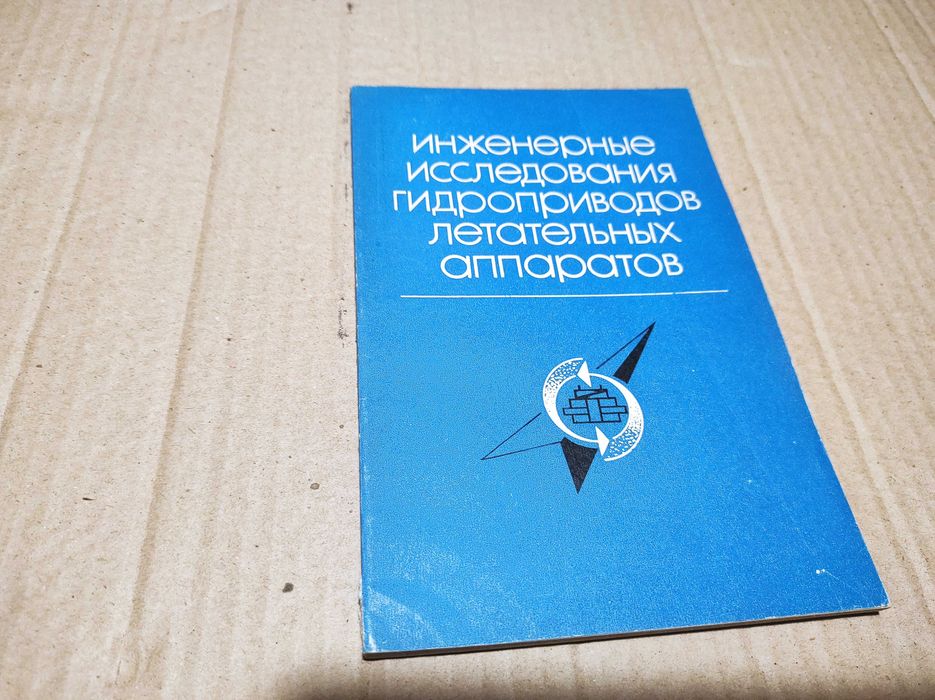 инженерные
исследования
гидроприводов
летательных
аппаратов